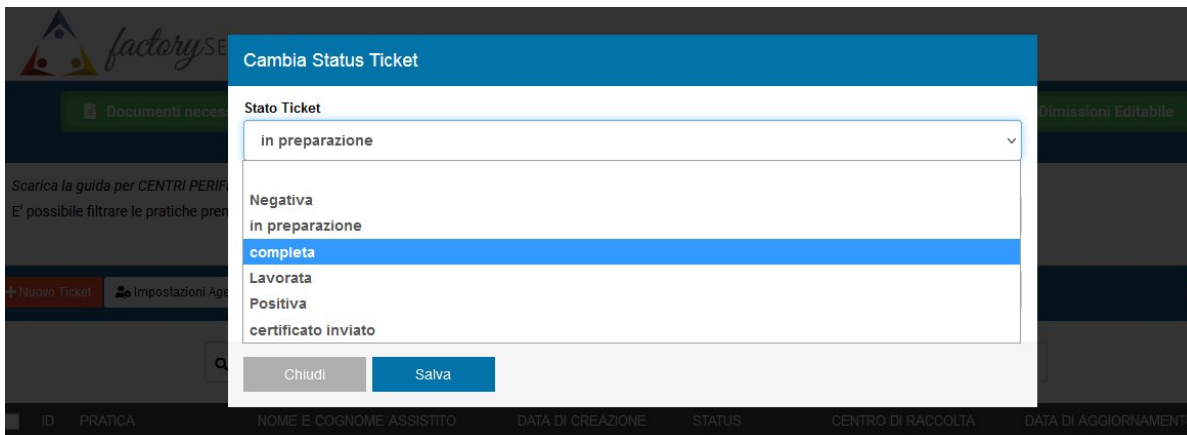 factorySE
Cambia Status Ticket
Documenti neces
Stato Ticket
Dimissioni Editabile
in preparazione
Scarica la guida per CENTRI PERIF
E' possibile filtrare le pratiche pren
Negativa
in preparazione
completa
Lavorata
Positiva
certificato inviato
+ Nuovo Ticket
Impostazioni Age
Chiudi
Salva
ID PRATICA NOME E COGNOME ASSISTITO DATA DI CREAZIONE STATUS CENTRO DI RACCOLTA DATA DI AGGIORNAMENT